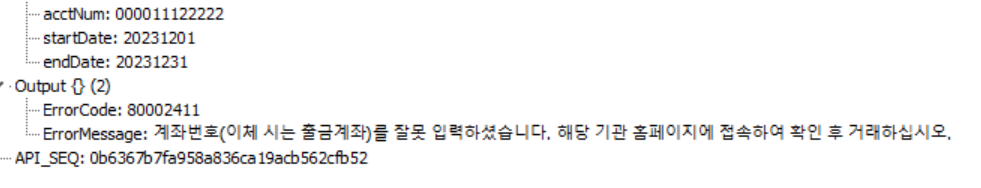 acctNum: 000011122222
startDate: 20231201
endDate: 20231231
Output {} (2)
ErrorCode: 80002411
ErrorMessage: 계좌번호(이체 시는 출금계좌)를 잘못 입력하셨습니다. 해당 기관 홈페이지에 접속하여 확인 후 거래하십시오.
API_SEQ: 0b6367b7fa958a836ca19acb562cfb52